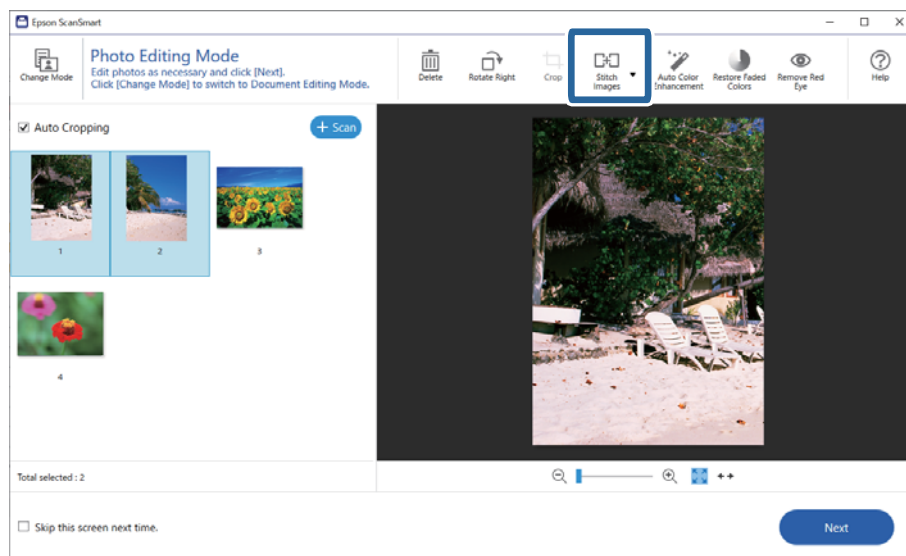 Epson ScanSmart
Change Mode
Photo Editing Mode
Edit photos as necessary and click [Next].
Click [Change Mode] to switch to Document Editing Mode.
Delete
Rotate Right
Crop
Stitch
Images
Auto Color
Enhancement
Restore Faded
Colors
Remove Red
Eye
Help
Auto Cropping
+ Scan
1
2
3
4
Total selected : 2
Skip this screen next time.
Next